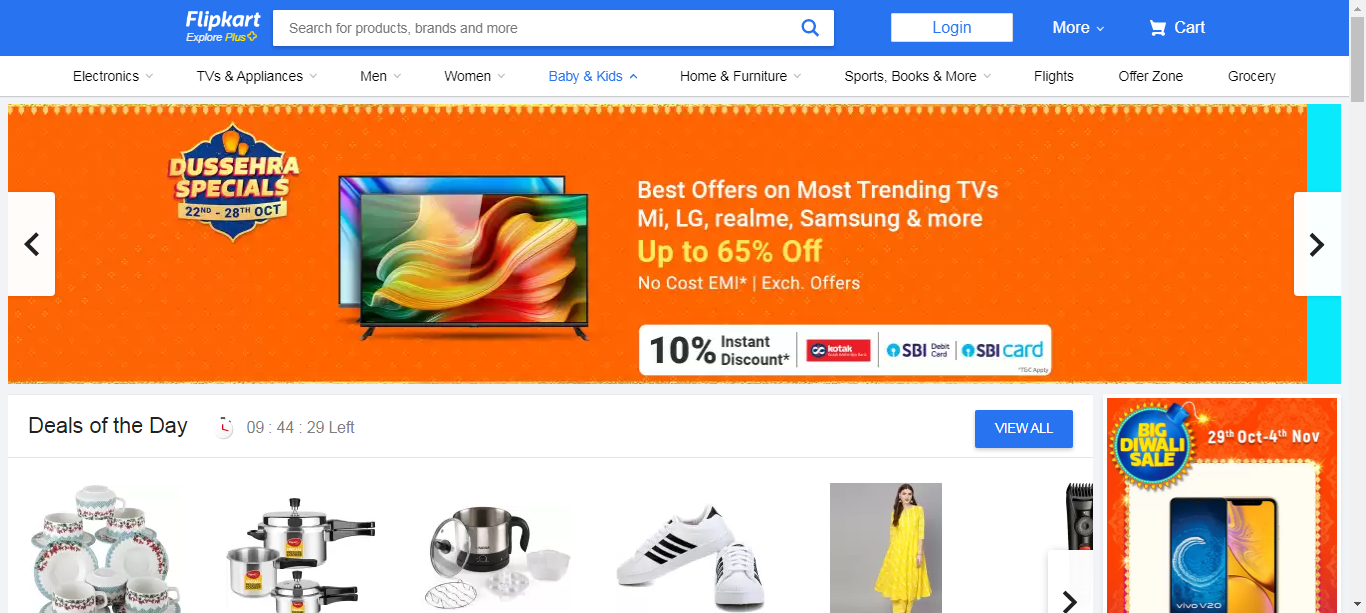 Flipkart
Explore Plus
Search for products, brands and more
Login
More
Cart
Electronics
TVs & Appliances
Men
Women
Baby & Kids
Home & Furniture
Sports, Books & More
Flights
Offer Zone
Grocery
DUSSEHRA
SPECIALS
22ND - 28TH OCT
Best Offers on Most Trending TVs
Mi, LG, realme, Samsung & more
Up to 65% Off
No Cost EMI* | Exch. Offers
10% Instant Discount*
kotak
SBI Debit Card
SBI card
*T&C Apply
Deals of the Day
09 : 44 : 29 Left
VIEW ALL
BIG
DIWALI
SALE
29th Oct-4th Nov
vivo V20